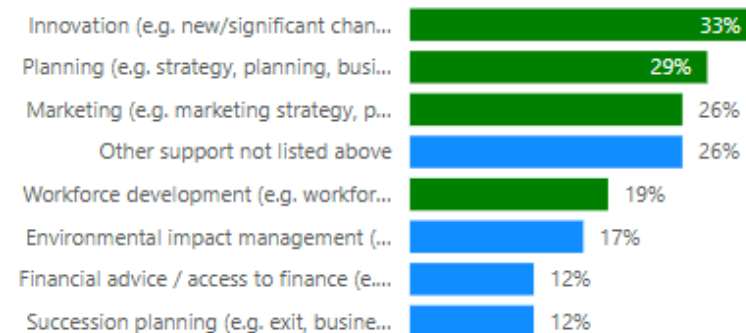 Innovation (e.g. new/significant chan... 33%
Planning (e.g. strategy, planning, busi... 29%
Marketing (e.g. marketing strategy, p... 26%
Other support not listed above 26%
Workforce development (e.g. workfor... 19%
Environmental impact management (... 17%
Financial advice / access to finance (e.... 12%
Succession planning (e.g. exit, busine... 12%